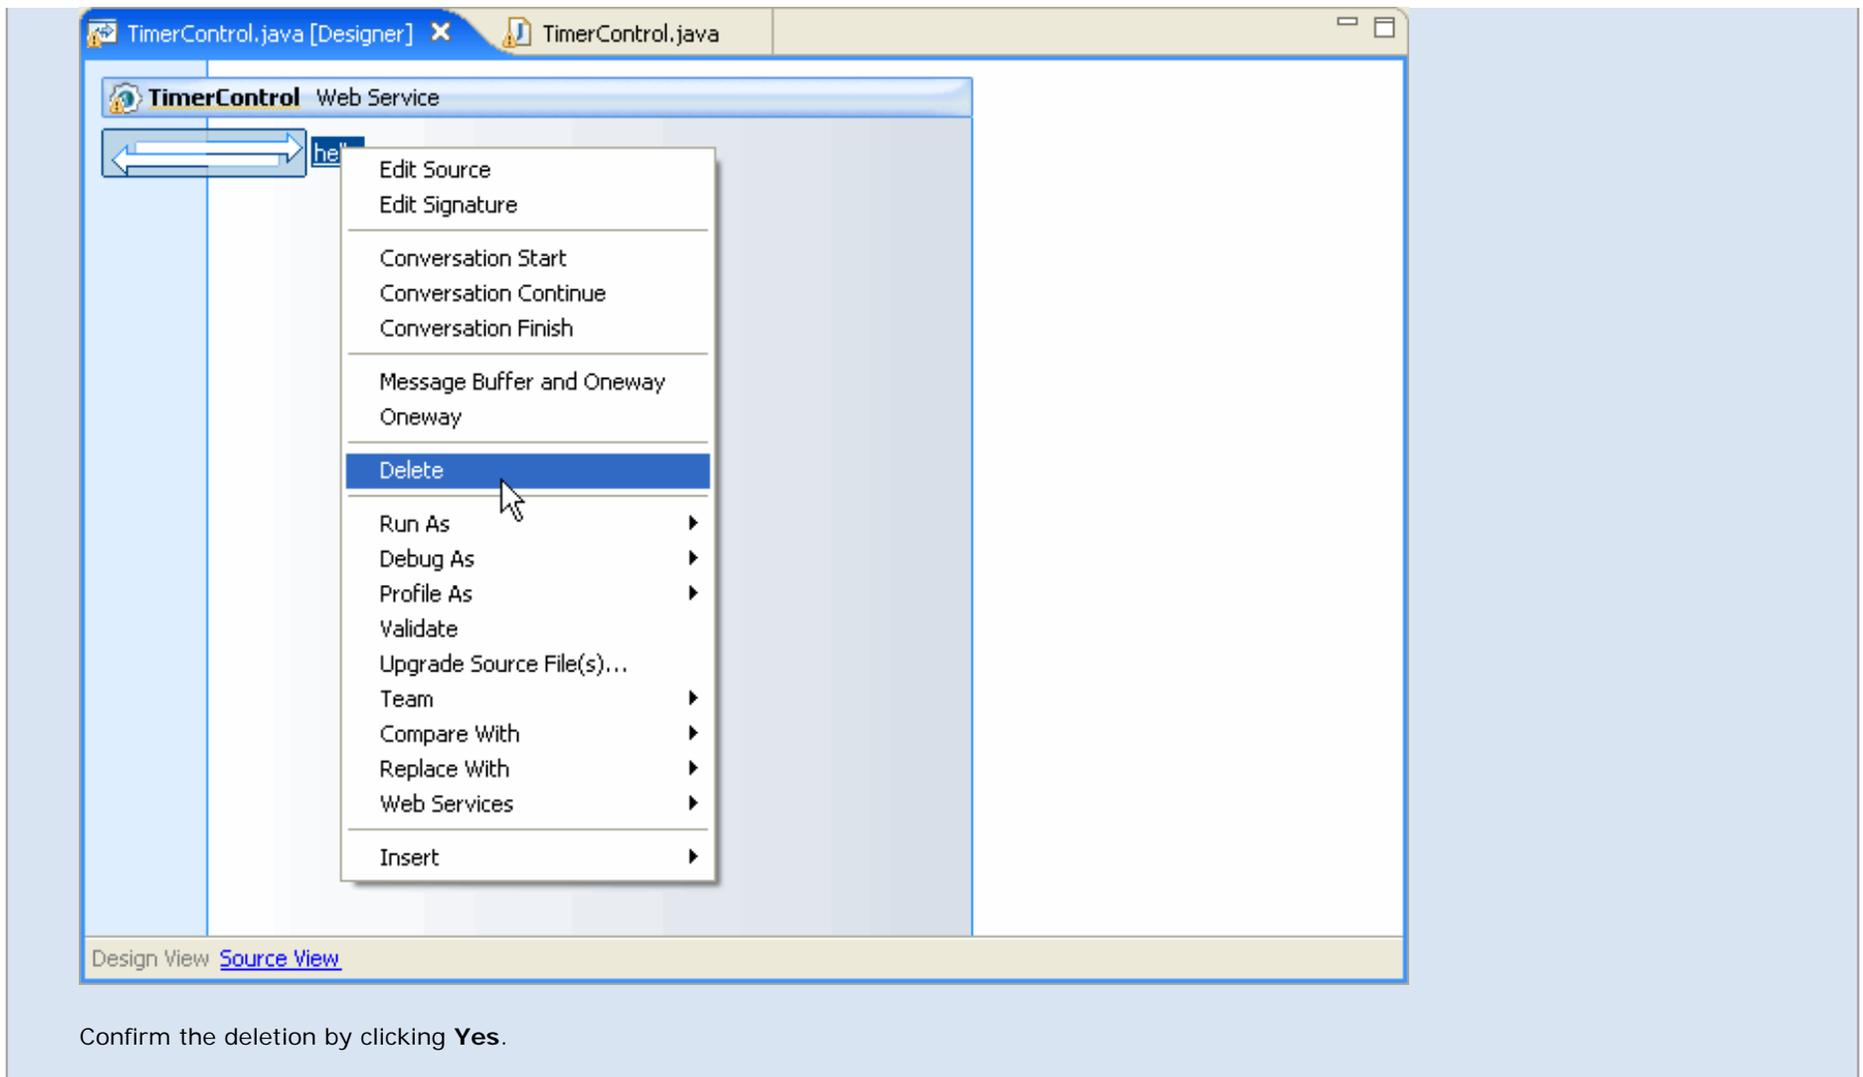 TimerControl.java [Designer] TimerControl.java
TimerControl Web Service
Edit Source
Edit Signature
Conversation Start
Conversation Continue
Conversation Finish
Message Buffer and Oneway
Oneway
Delete
Run As
Debug As
Profile As
Validate
Upgrade Source File(s)...
Team
Compare With
Replace With
Web Services
Insert
Design View Source View
Confirm the deletion by clicking Yes.